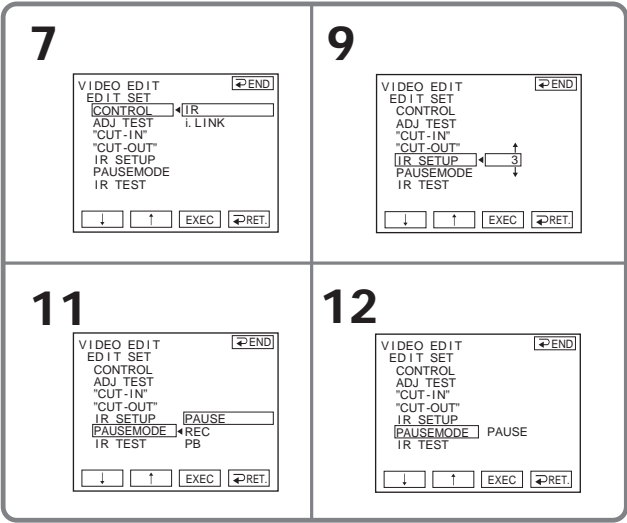 7
VIDEO EDIT ⮌END
EDIT SET
CONTROL ◂ IR
ADJ TEST i.LINK
"CUT-IN"
"CUT-OUT"
IR SETUP
PAUSEMODE
IR TEST
↓ ↑ EXEC ⮌RET.
9
VIDEO EDIT ⮌END
EDIT SET
CONTROL
ADJ TEST
"CUT-IN"
"CUT-OUT" ↑
IR SETUP ◂ 3
PAUSEMODE ↓
IR TEST
↓ ↑ EXEC ⮌RET.
11
VIDEO EDIT ⮌END
EDIT SET
CONTROL
ADJ TEST
"CUT-IN"
"CUT-OUT"
IR SETUP PAUSE
PAUSEMODE ◂ REC
IR TEST PB
↓ ↑ EXEC ⮌RET.
12
VIDEO EDIT ⮌END
EDIT SET
CONTROL
ADJ TEST
"CUT-IN"
"CUT-OUT"
IR SETUP
PAUSEMODE PAUSE
IR TEST
↓ ↑ EXEC ⮌RET.